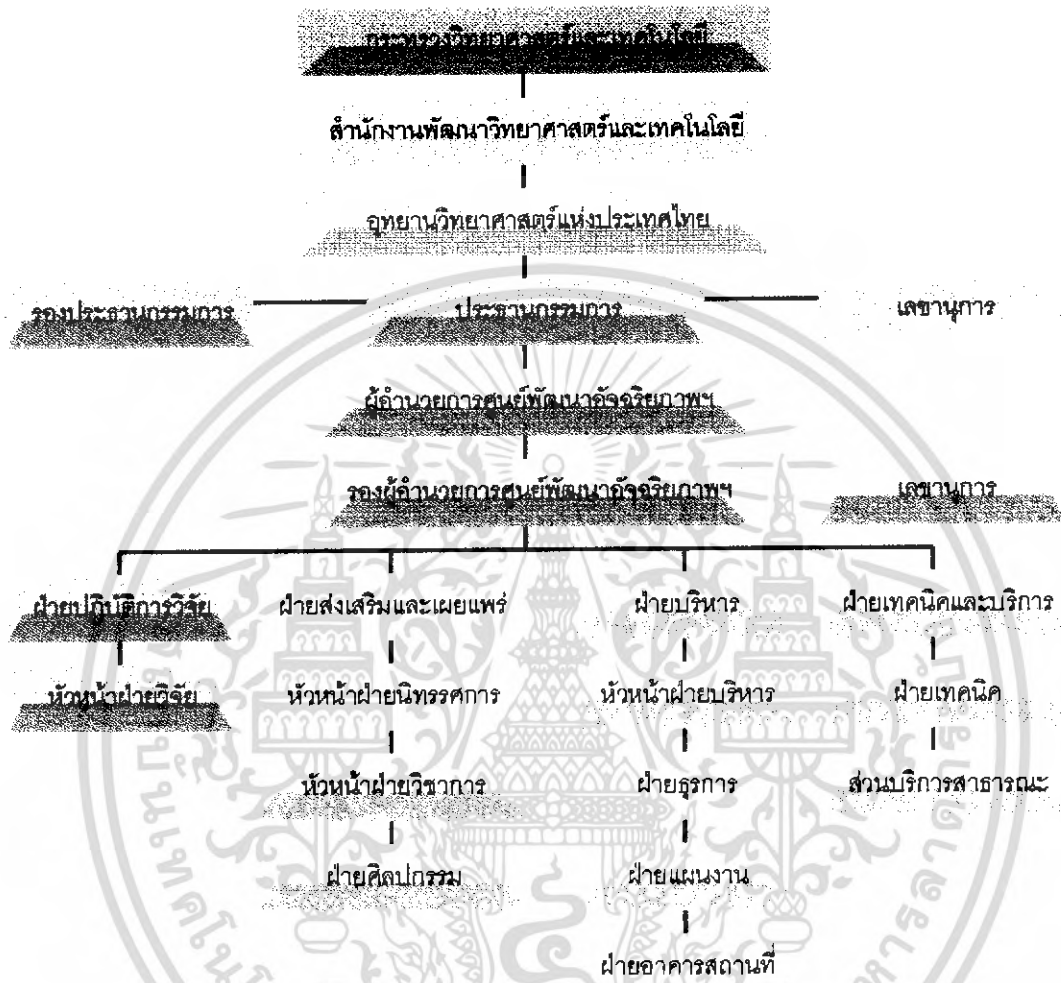 กระทรวงวิทยาศาสตร์และเทคโนโลยี
สำนักงานพัฒนาวิทยาศาสตร์และเทคโนโลยี
อุทยานวิทยาศาสตร์แห่งประเทศไทย
รองประธานกรรมการ ประธานกรรมการ เลขานุการ
ผู้อำนวยการศูนย์พัฒนาอัจฉริยภาพฯ
รองผู้อำนวยการศูนย์พัฒนาอัจฉริยภาพฯ เลขานุการ
ฝ่ายปฏิบัติการวิจัย ฝ่ายส่งเสริมและเผยแพร่ ฝ่ายบริหาร ฝ่ายเทคนิคและบริการ
หัวหน้าฝ่ายวิจัย หัวหน้าฝ่ายนิทรรศการ หัวหน้าฝ่ายบริหาร ฝ่ายเทคนิค
หัวหน้าฝ่ายวิชาการ ฝ่ายธุรการ ส่วนบริการสาธารณะ
ฝ่ายศิลปกรรม ฝ่ายแผนงาน
ฝ่ายอาคารสถานที่